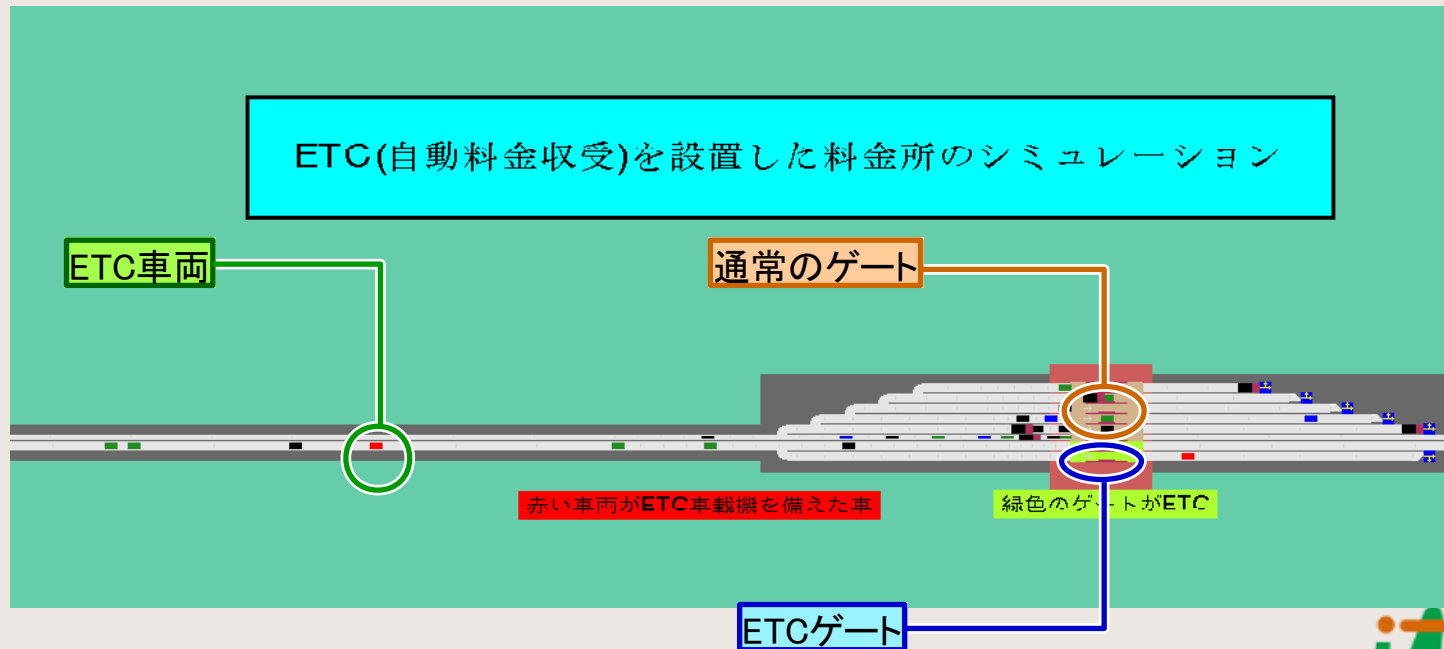 ETC(自動料金収受)を設置した料金所のシミュレーション
ETC車両
通常のゲート
赤い車両がETC車載機を備えた車
緑色のゲートがETC
ETCゲート